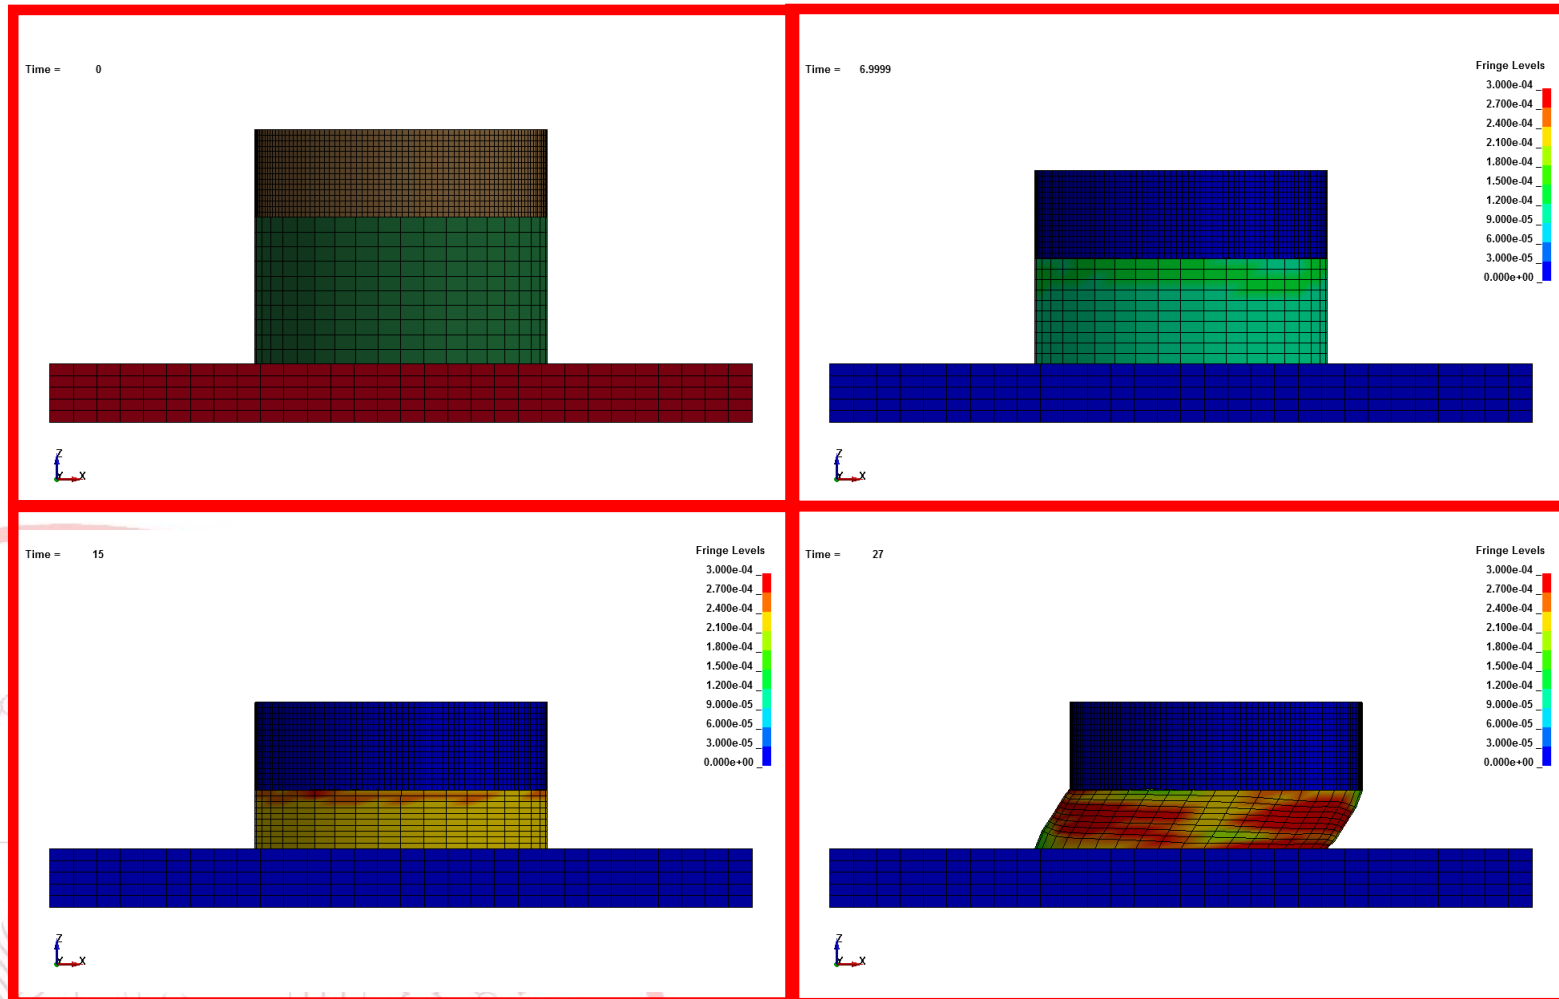 Time = 0
Z
Y X
Time = 6.9999
Fringe Levels
3.000e-04
2.700e-04
2.400e-04
2.100e-04
1.800e-04
1.500e-04
1.200e-04
9.000e-05
6.000e-05
3.000e-05
0.000e+00
Z
Y X
Time = 15
Fringe Levels
3.000e-04
2.700e-04
2.400e-04
2.100e-04
1.800e-04
1.500e-04
1.200e-04
9.000e-05
6.000e-05
3.000e-05
0.000e+00
Z
Y X
Time = 27
Fringe Levels
3.000e-04
2.700e-04
2.400e-04
2.100e-04
1.800e-04
1.500e-04
1.200e-04
9.000e-05
6.000e-05
3.000e-05
0.000e+00
Z
Y X